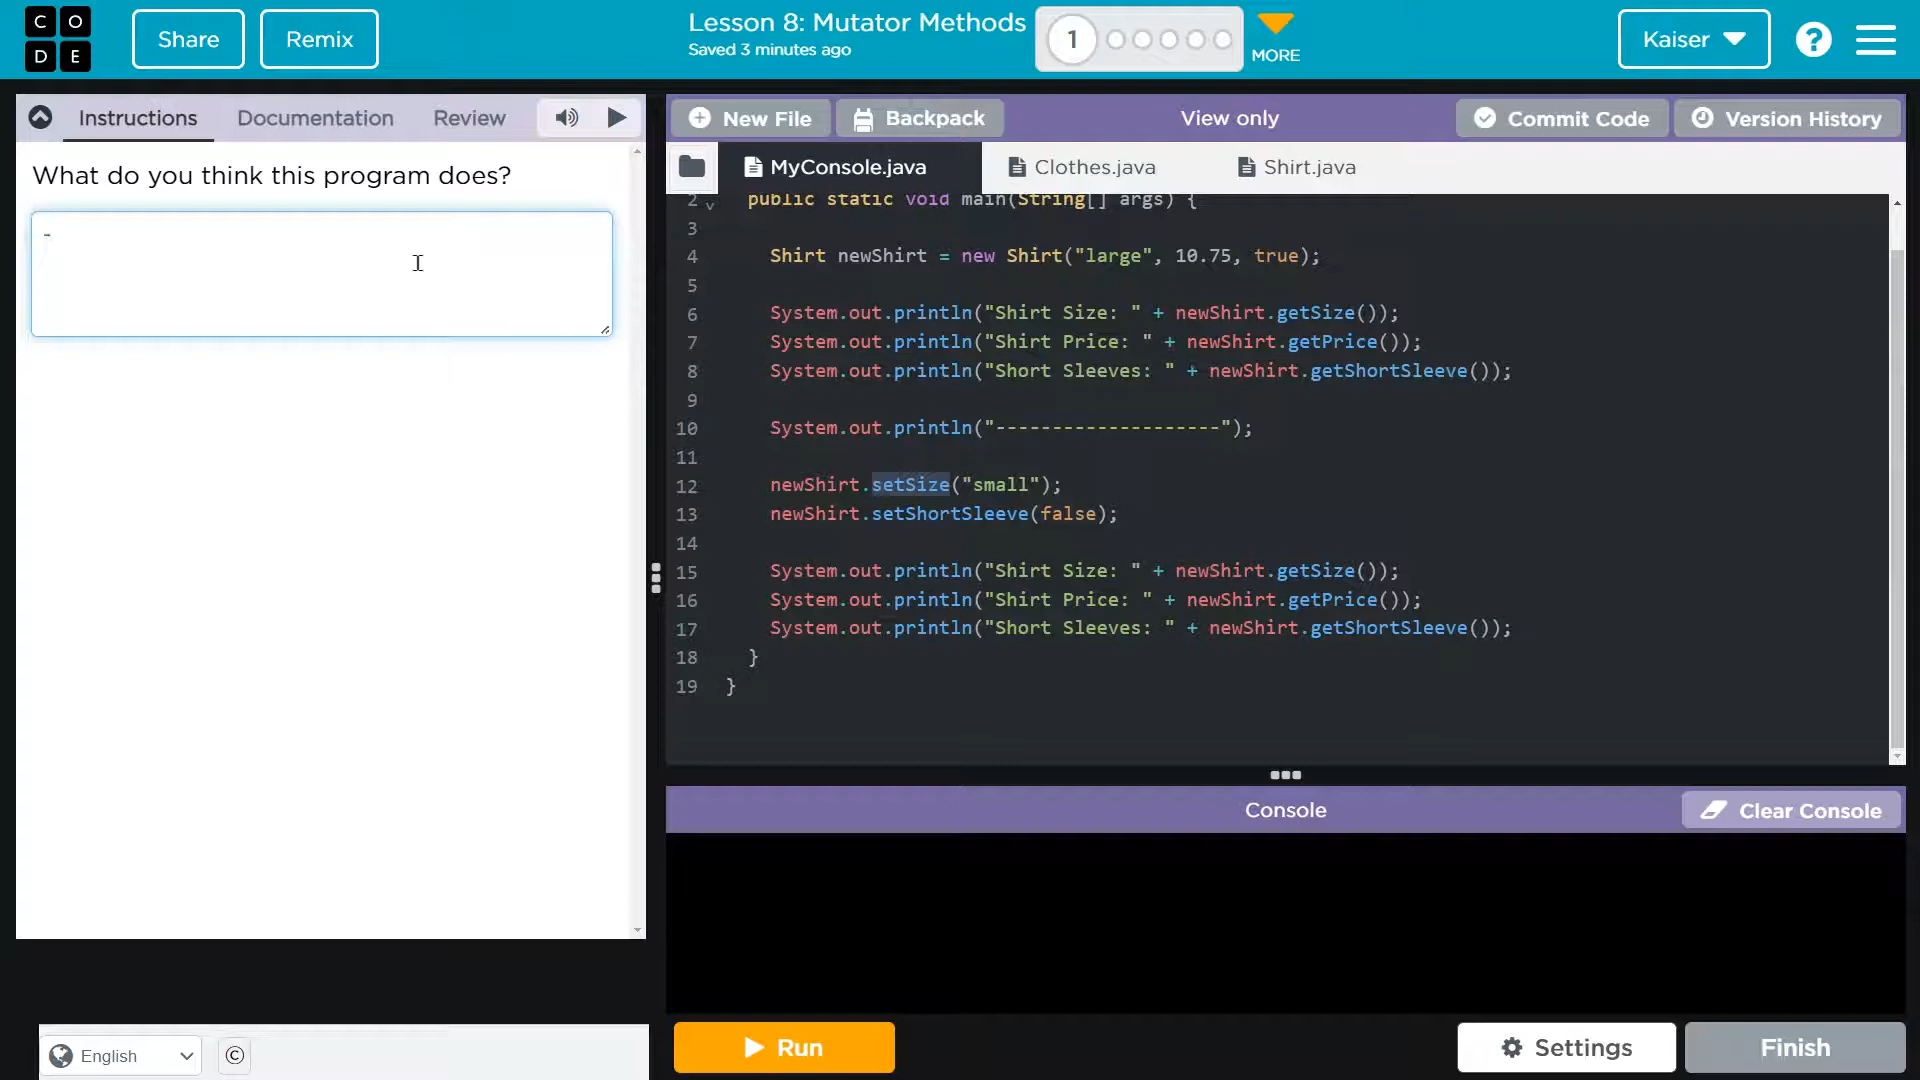 CODE
Share
Remix
Lesson 8: Mutator Methods
Saved 3 minutes ago
1
MORE
Kaiser
?
Instructions
Documentation
Review
What do you think this program does?
-
New File
Backpack
View only
Commit Code
Version History
MyConsole.java
Clothes.java
Shirt.java
2 public static void main(String[] args) {
3
4 Shirt newShirt = new Shirt("large", 10.75, true);
5
6 System.out.println("Shirt Size: " + newShirt.getSize());
7 System.out.println("Shirt Price: " + newShirt.getPrice());
8 System.out.println("Short Sleeves: " + newShirt.getShortSleeve());
9
10 System.out.println("--------------------");
11
12 newShirt.setSize("small");
13 newShirt.setShortSleeve(false);
14
15 System.out.println("Shirt Size: " + newShirt.getSize());
16 System.out.println("Shirt Price: " + newShirt.getPrice());
17 System.out.println("Short Sleeves: " + newShirt.getShortSleeve());
18 }
19 }
Console
Clear Console
English
©
Run
Settings
Finish